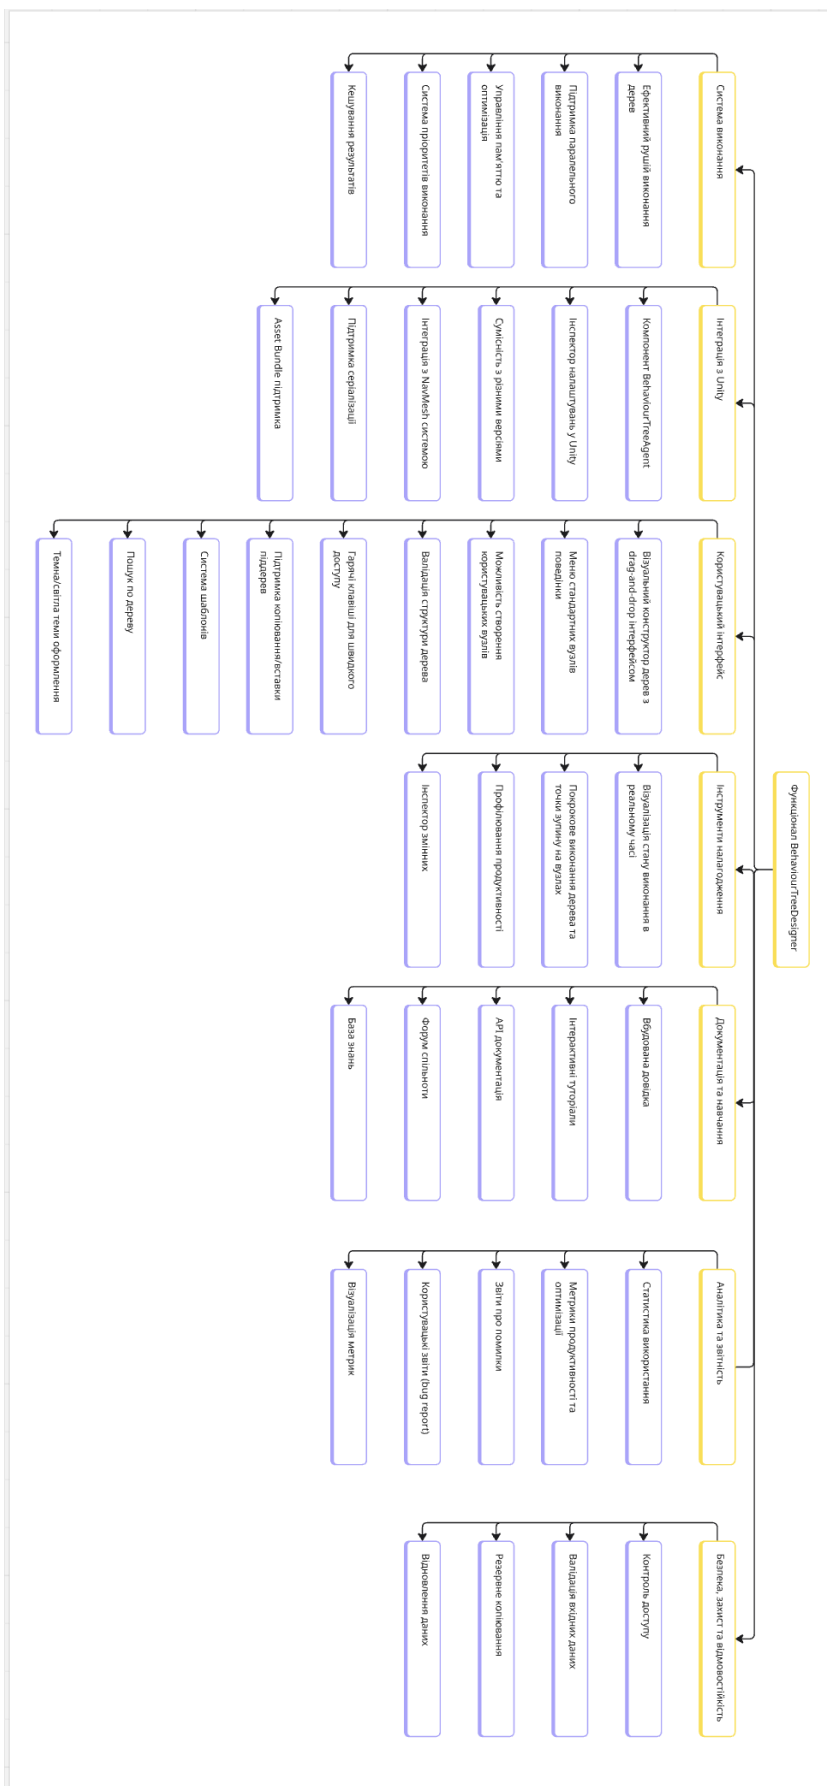 Функціонал BehaviourTreeDesigner
Система виконання
Ефективний рушій виконання
дерев
Підтримка паралельного
виконання
Управління пам'яттю та
оптимізація
Система пріоритетів виконання
Кешування результатів
Інтеграція з Unity
Компонент BehaviourTreeAgent
Інспектор налаштувань у Unity
Сумісність з різними версіями
Інтеграція з NavMesh системою
Підтримка серіалізації
Asset Bundle підтримка
Користувацький інтерфейс
Візуальний конструктор дерев з
drag-and-drop інтерфейсом
Меню стандартних вузлів
поведінки
Можливість створення
користувацьких вузлів
Валідація структури дерева
Гарячі клавіші для швидкого
доступу
Підтримка копіювання/вставки
піддерев
Система шаблонів
Пошук по дереву
Темна/світла теми оформлення
Інструменти налагодження
Візуалізація стану виконання в
реальному часі
Покрокове виконання дерева та
точки зупину на вузлах
Профілювання продуктивності
Інспектор змінних
Документація та навчання
Вбудована довідка
Інтерактивні туторіали
API документація
Форум спільноти
База знань
Аналітика та звітність
Статистика використання
Метрики продуктивності та
оптимізації
Звіти про помилки
Користувацькі звіти (bug report)
Візуалізація метрик
Безпека, захист та відмовостійкість
Контроль доступу
Валідація вхідних даних
Резервне копіювання
Відновлення даних